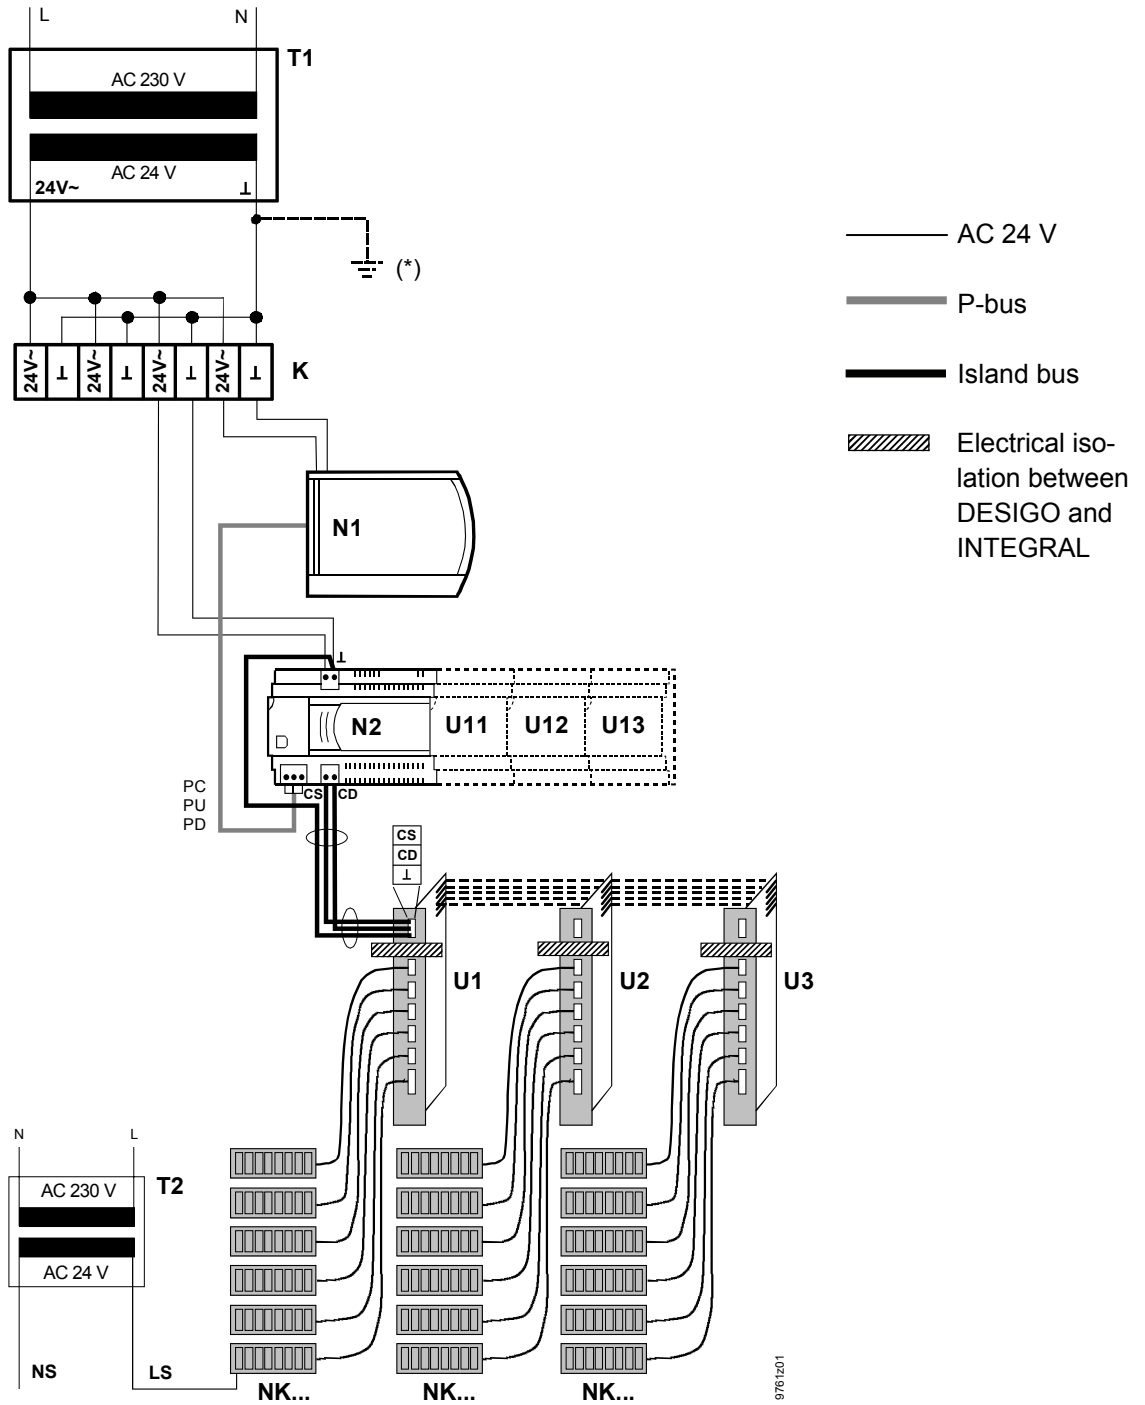 L N
T1
AC 230 V
AC 24 V
24V~ ⊥
(*)
24V~ ⊥ 24V~ ⊥ 24V~ ⊥ 24V~ ⊥
K
AC 24 V
P-bus
Island bus
Electrical iso-
lation between
DESIGO and
INTEGRAL
N1
⊥
N2 U11 U12 U13
PC
PU
PD
CS CD
CS
CD
⊥
U1 U2 U3
N L
T2
AC 230 V
AC 24 V
NS LS
NK... NK... NK...
9761z01